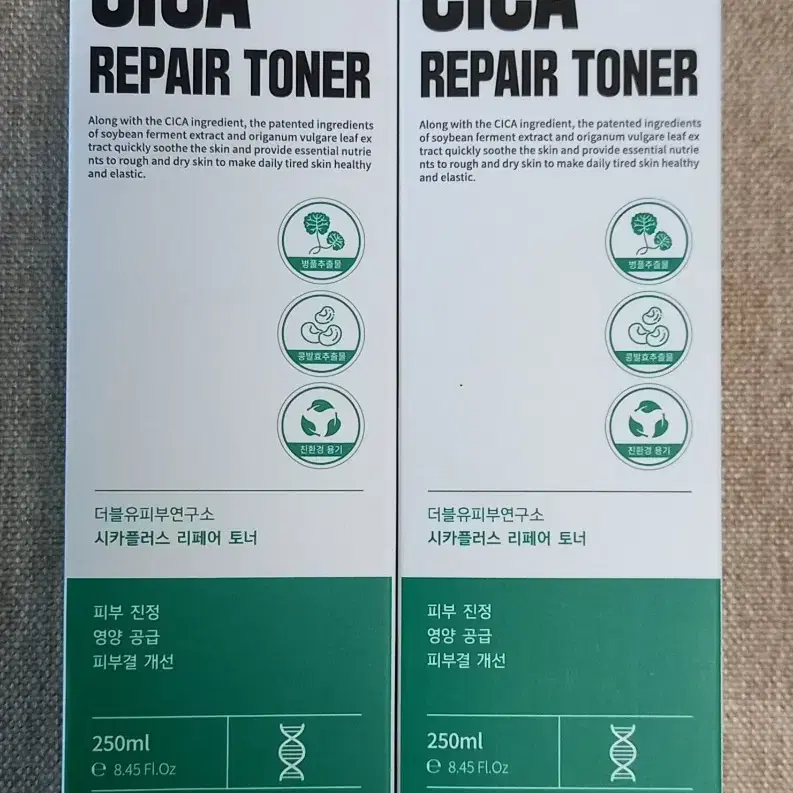 CICA
REPAIR TONER
Along with the CICA ingredient, the patented ingredients
of soybean ferment extract and origanum vulgare leaf ex
tract quickly soothe the skin and provide essential nutrie
nts to rough and dry skin to make daily tired skin healthy
and elastic.
병풀추출물
콩발효추출물
친환경 용기
더블유피부연구소
시카플러스 리페어 토너
피부 진정
영양 공급
피부결 개선
250ml
℮ 8.45 Fl.Oz
CICA
REPAIR TONER
Along with the CICA ingredient, the patented ingredients
of soybean ferment extract and origanum vulgare leaf ex
tract quickly soothe the skin and provide essential nutrie
nts to rough and dry skin to make daily tired skin healthy
and elastic.
병풀추출물
콩발효추출물
친환경 용기
더블유피부연구소
시카플러스 리페어 토너
피부 진정
영양 공급
피부결 개선
250ml
℮ 8.45 Fl.Oz